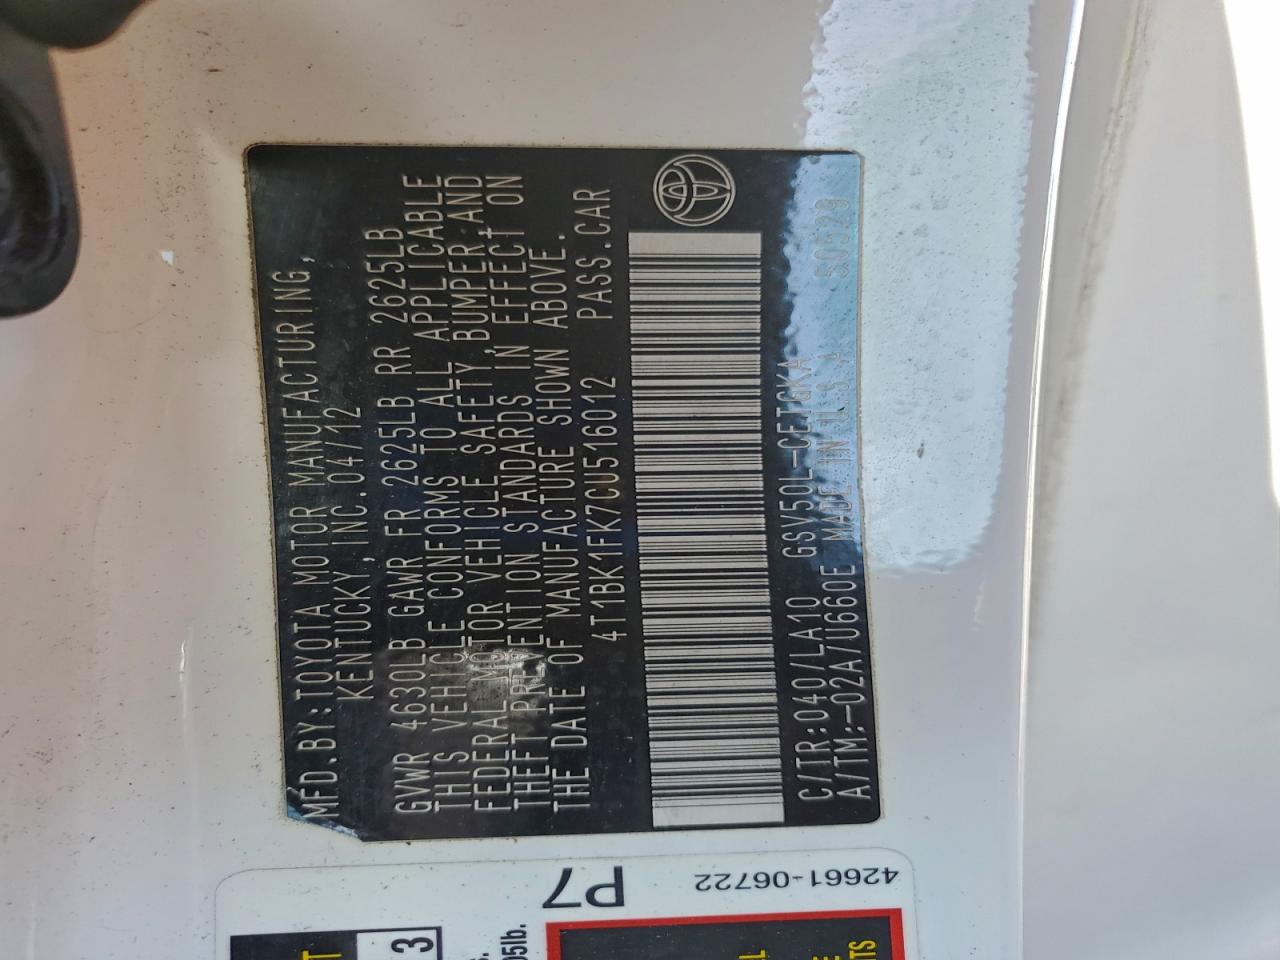 MFD.BY:TOYOTA MOTOR MANUFACTURING,
KENTUCKY, INC.04/12
GVWR 4630LB GAWR FR 2625LB RR 2625LB
THIS VEHICLE CONFORMS TO ALL APPLICABLE
FEDERAL MOTOR VEHICLE SAFETY, BUMPER,AND
THEFT PREVENTION STANDARDS IN EFFECT ON
THE DATE OF MANUFACTURE SHOWN ABOVE.
4T1BK1FK7CU516012 PASS.CAR
C/TR:040/LA10 GSV50L-CETGKA
A/TM:-02A/U660E MADE IN U.S.A 50529
P7
42661-06722
3
05lb.